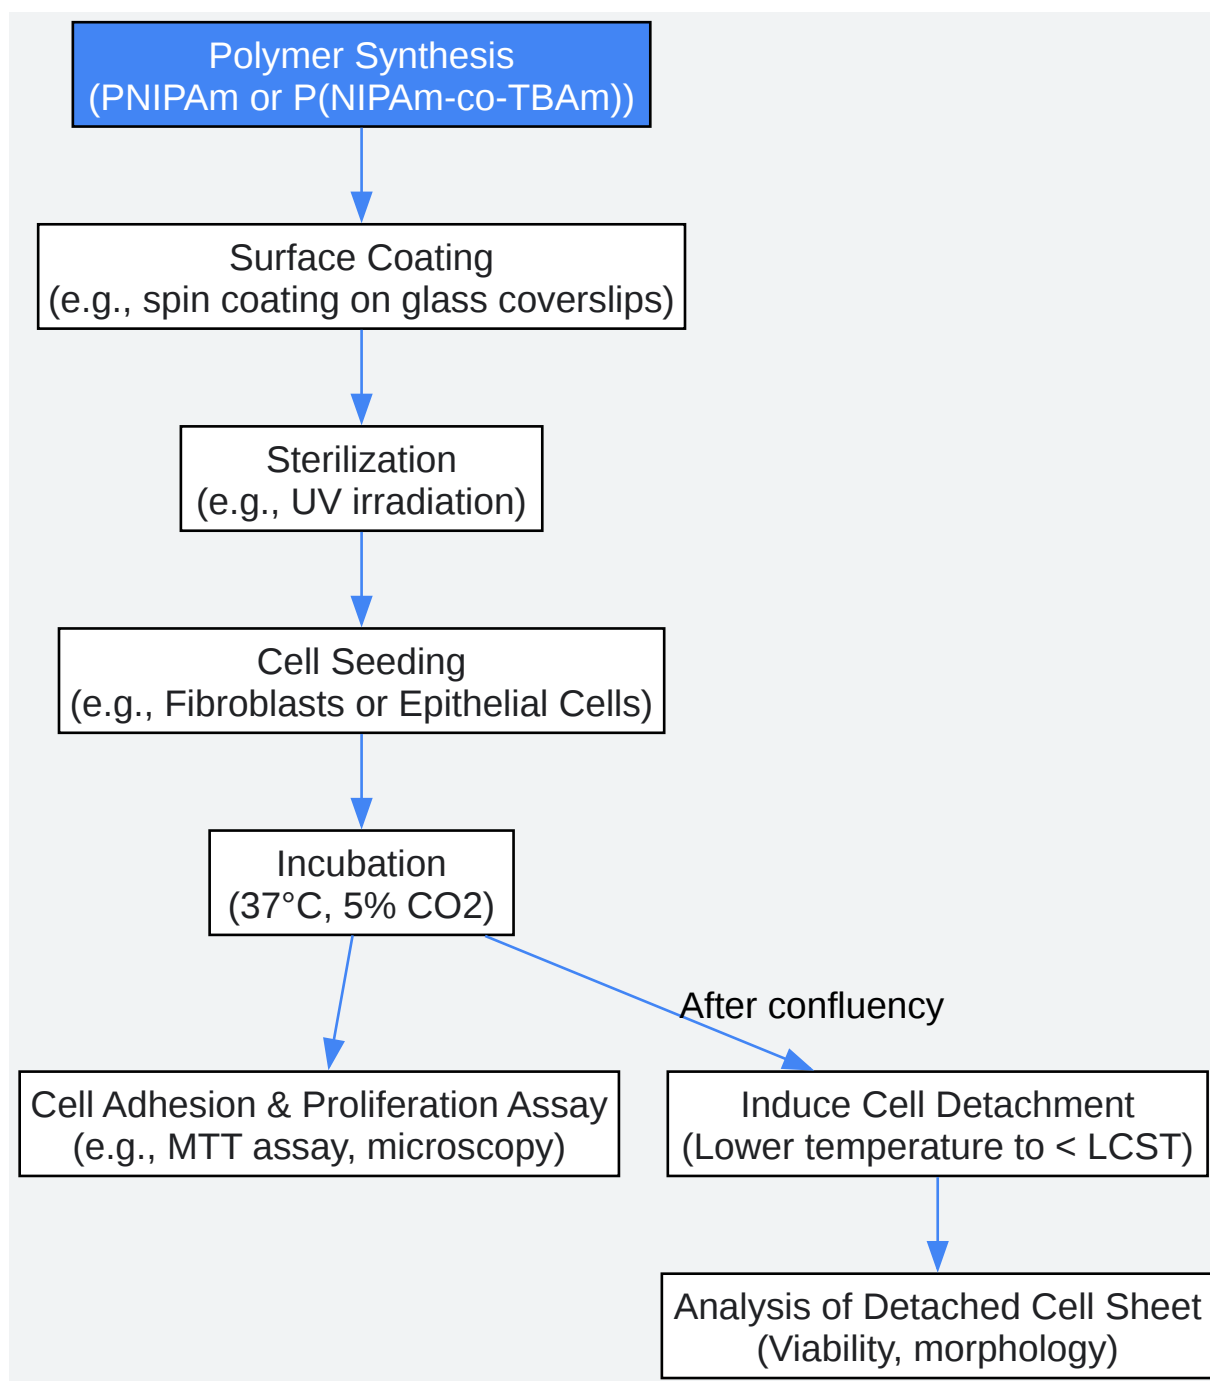 Polymer Synthesis
(PNIPAm or P(NIPAm-co-TBAm))
Surface Coating
(e.g., spin coating on glass coverslips)
Sterilization
(e.g., UV irradiation)
Cell Seeding
(e.g., Fibroblasts or Epithelial Cells)
Incubation
(37°C, 5% CO2)
After confluency
Cell Adhesion & Proliferation Assay
(e.g., MTT assay, microscopy)
Induce Cell Detachment
(Lower temperature to < LCST)
Analysis of Detached Cell Sheet
(Viability, morphology)